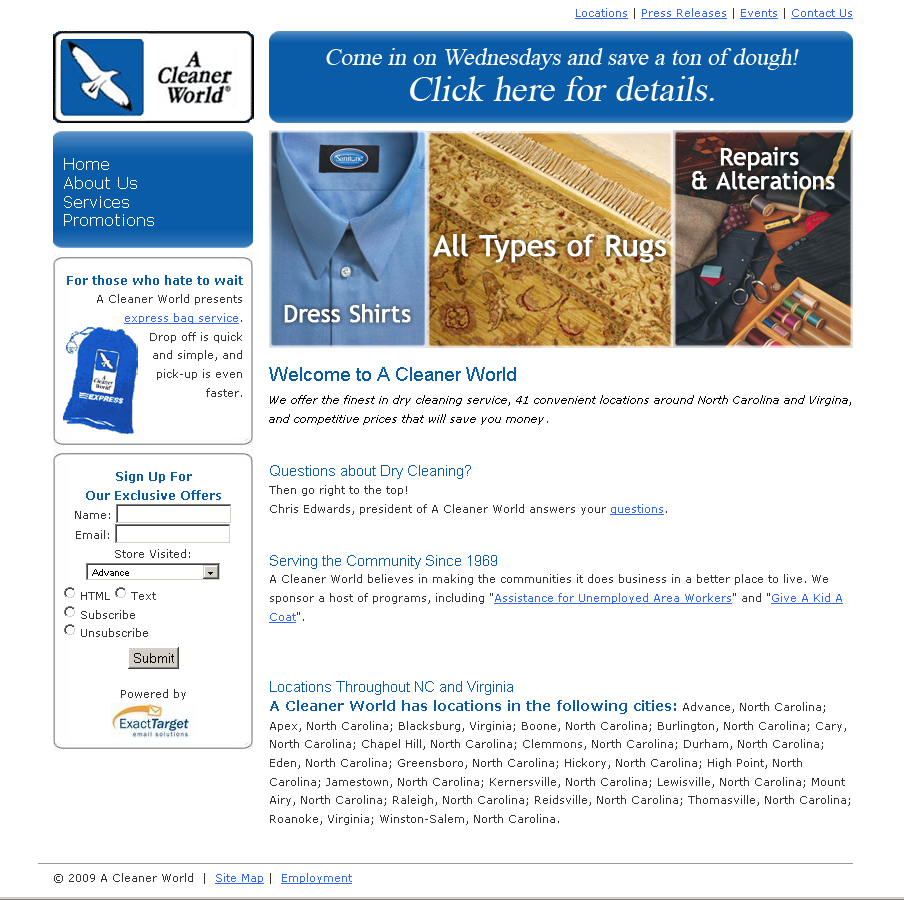 Locations | Press Releases | Events | Contact Us
A
Cleaner
World®
Come in on Wednesdays and save a ton of dough!
Click here for details.
Home
About Us
Services
Promotions
Sanitone
Dress Shirts
All Types of Rugs
Repairs
& Alterations
For those who hate to wait
A Cleaner World presents
express bag service.
Drop off is quick
and simple, and
pick-up is even
faster.
A
Cleaner
World
EXPRESS
Sign Up For
Our Exclusive Offers
Name:
Email:
Store Visited:
Advance
HTML Text
Subscribe
Unsubscribe
Submit
Powered by
ExactTarget
email solutions
Welcome to A Cleaner World
We offer the finest in dry cleaning service, 41 convenient locations around North Carolina and Virgina,
and competitive prices that will save you money.
Questions about Dry Cleaning?
Then go right to the top!
Chris Edwards, president of A Cleaner World answers your questions.
Serving the Community Since 1969
A Cleaner World believes in making the communities it does business in a better place to live. We
sponsor a host of programs, including "Assistance for Unemployed Area Workers" and "Give A Kid A
Coat".
Locations Throughout NC and Virginia
A Cleaner World has locations in the following cities: Advance, North Carolina;
Apex, North Carolina; Blacksburg, Virginia; Boone, North Carolina; Burlington, North Carolina; Cary,
North Carolina; Chapel Hill, North Carolina; Clemmons, North Carolina; Durham, North Carolina;
Eden, North Carolina; Greensboro, North Carolina; Hickory, North Carolina; High Point, North
Carolina; Jamestown, North Carolina; Kernersville, North Carolina; Lewisville, North Carolina; Mount
Airy, North Carolina; Raleigh, North Carolina; Reidsville, North Carolina; Thomasville, North Carolina;
Roanoke, Virginia; Winston-Salem, North Carolina.
© 2009 A Cleaner World | Site Map | Employment